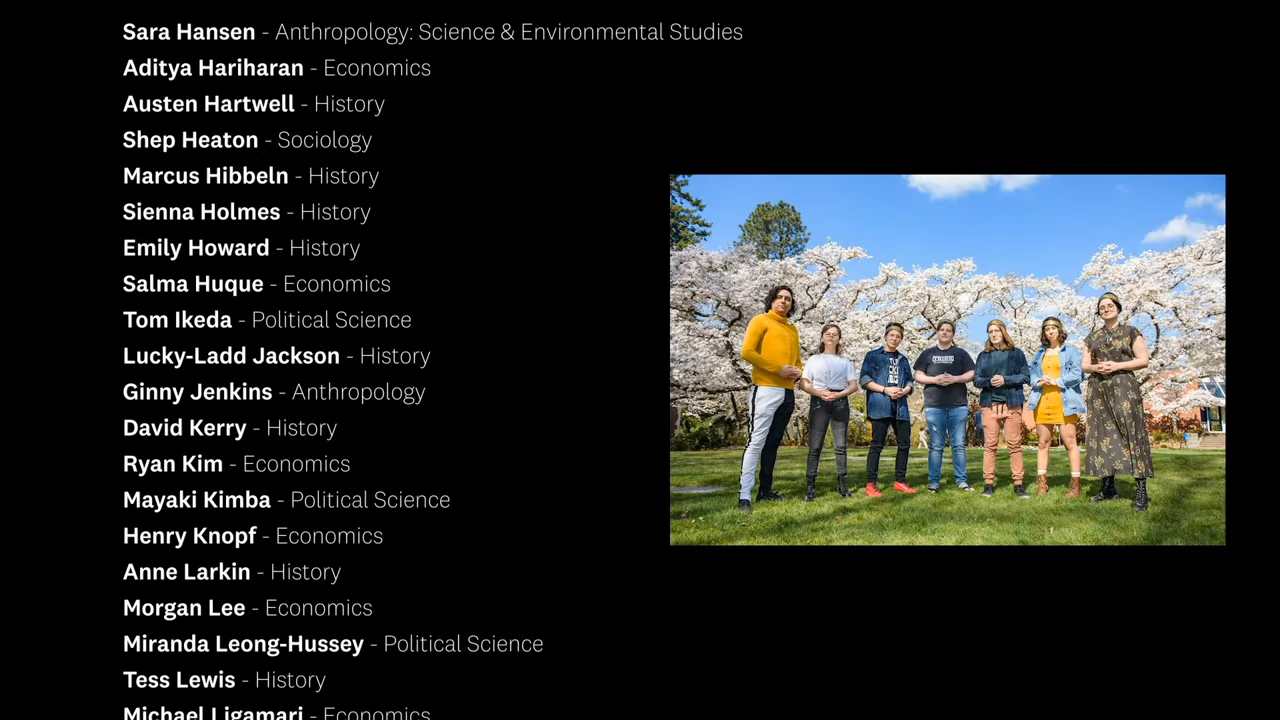 Sara Hansen - Anthropology: Science & Environmental Studies
Aditya Hariharan - Economics
Austen Hartwell - History
Shep Heaton - Sociology
Marcus Hibbeln - History
Sienna Holmes - History
Emily Howard - History
Salma Huque - Economics
Tom Ikeda - Political Science
Lucky-Ladd Jackson - History
Ginny Jenkins - Anthropology
David Kerry - History
Ryan Kim - Economics
Mayaki Kimba - Political Science
Henry Knopf - Economics
Anne Larkin - History
Morgan Lee - Economics
Miranda Leong-Hussey - Political Science
Tess Lewis - History
Michael Ligamari - Economics